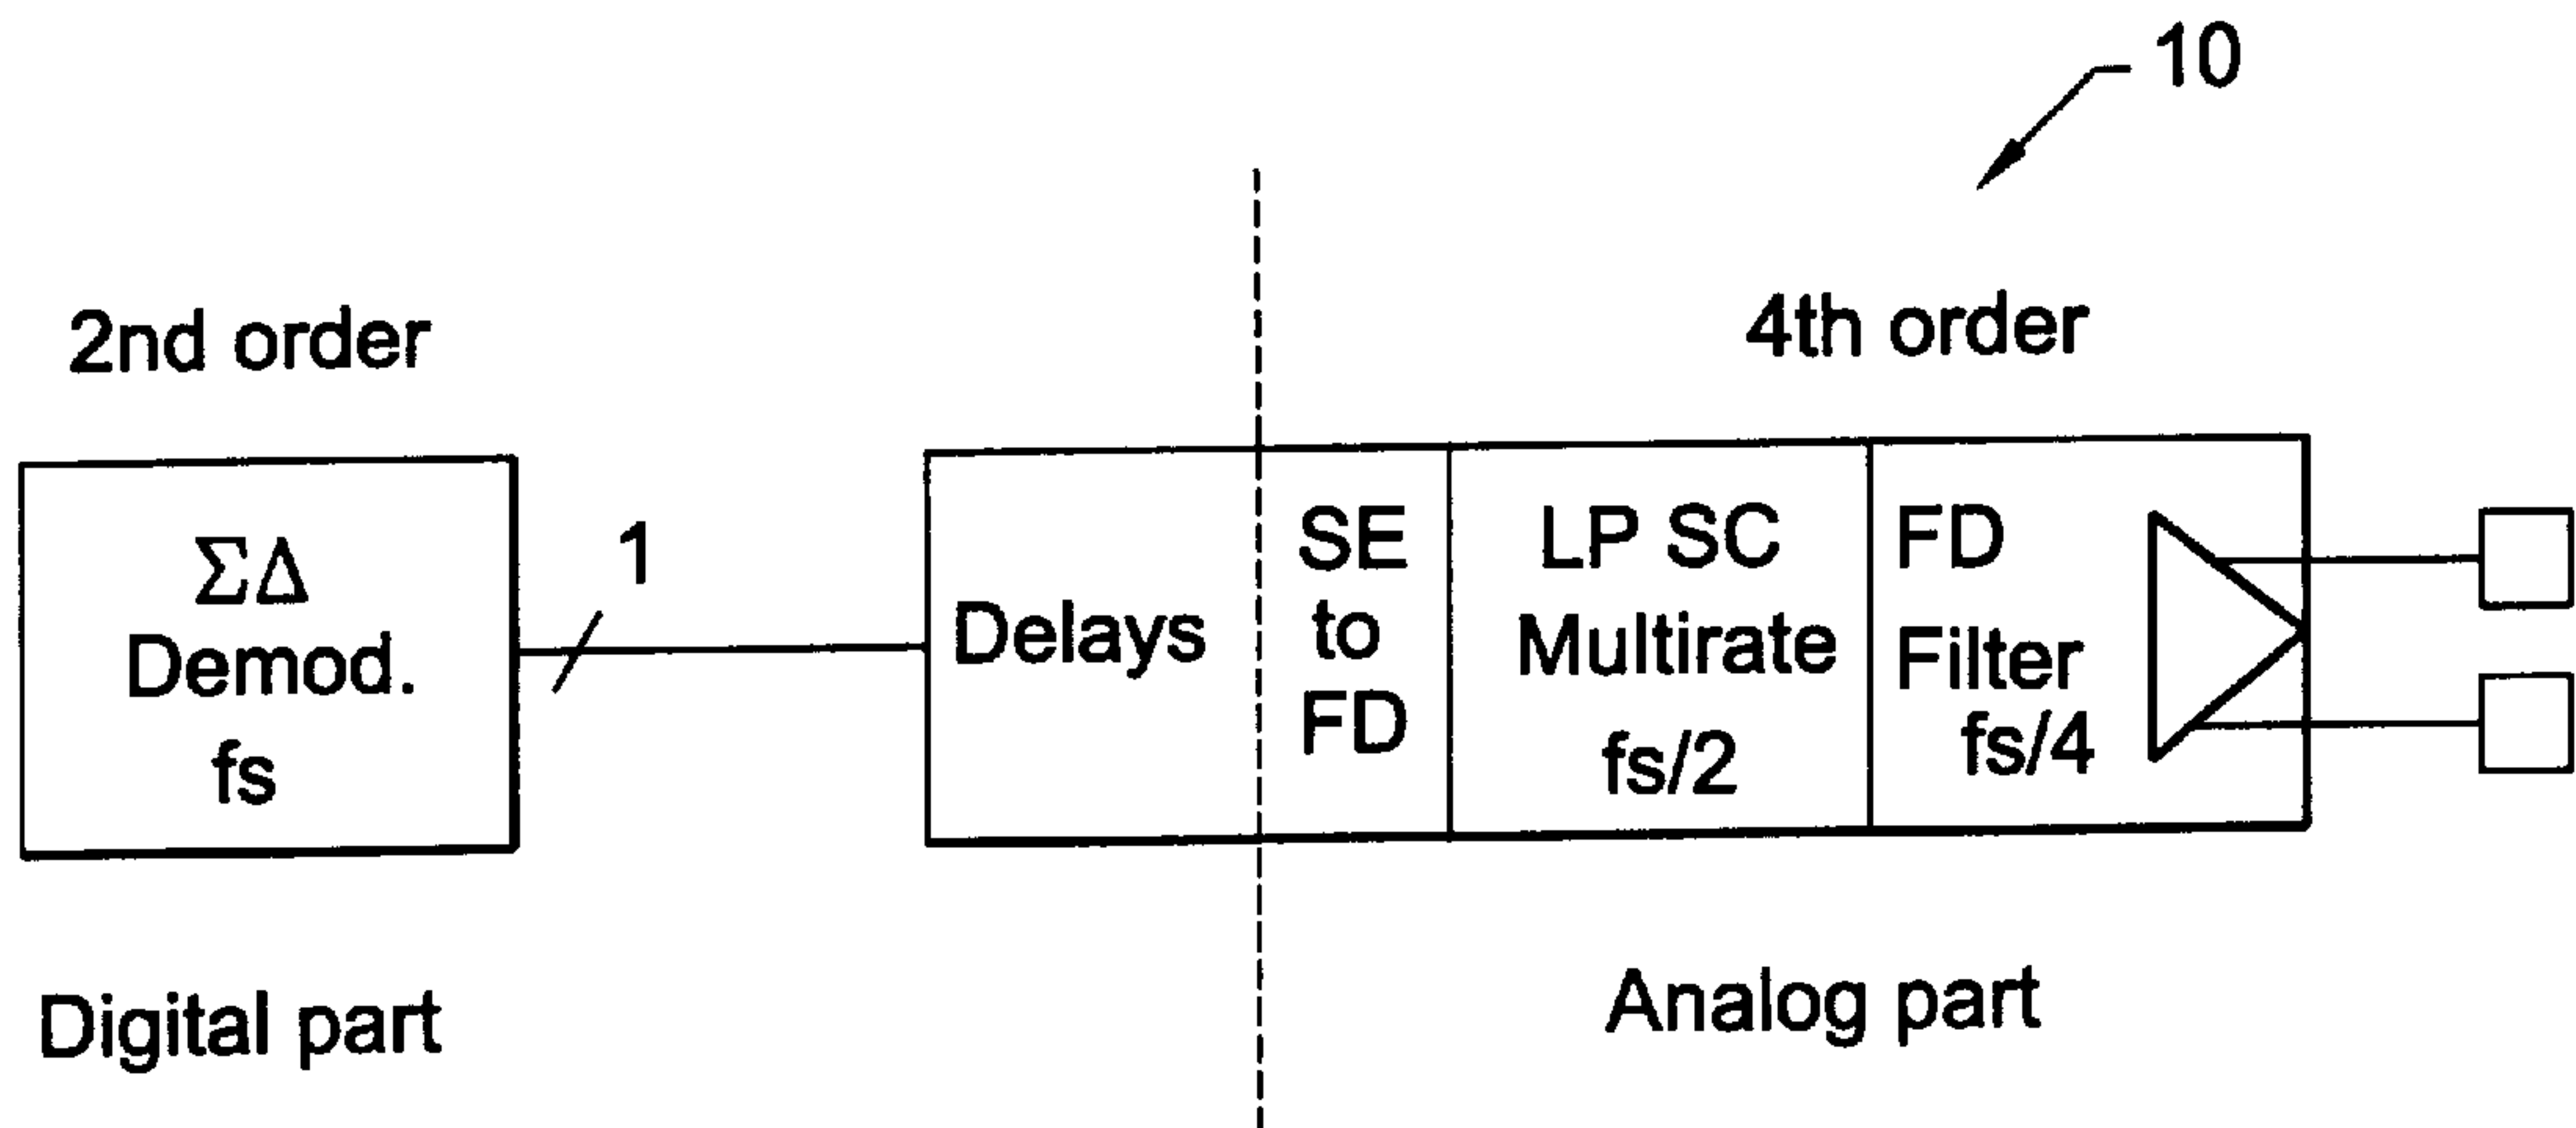 10
2nd order
4th order
ΣΔ
Demod.
fs
1
Delays
SE
to
FD
LP SC
Multirate
fs/2
FD
Filter
fs/4
Digital part
Analog part